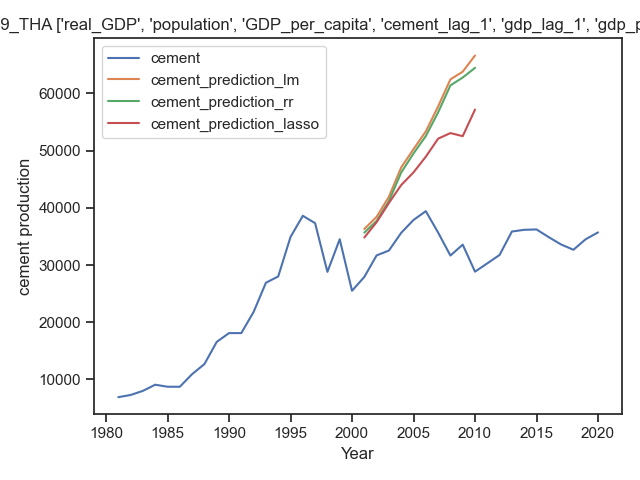 9_THA ['real_GDP', 'population', 'GDP_per_capita', 'cement_lag_1', 'gdp_lag_1', 'gdp_p
cement
cement_prediction_lm
cement_prediction_rr
cement_prediction_lasso
cement production
60000
50000
40000
30000
20000
10000
1980 1985 1990 1995 2000 2005 2010 2015 2020
Year